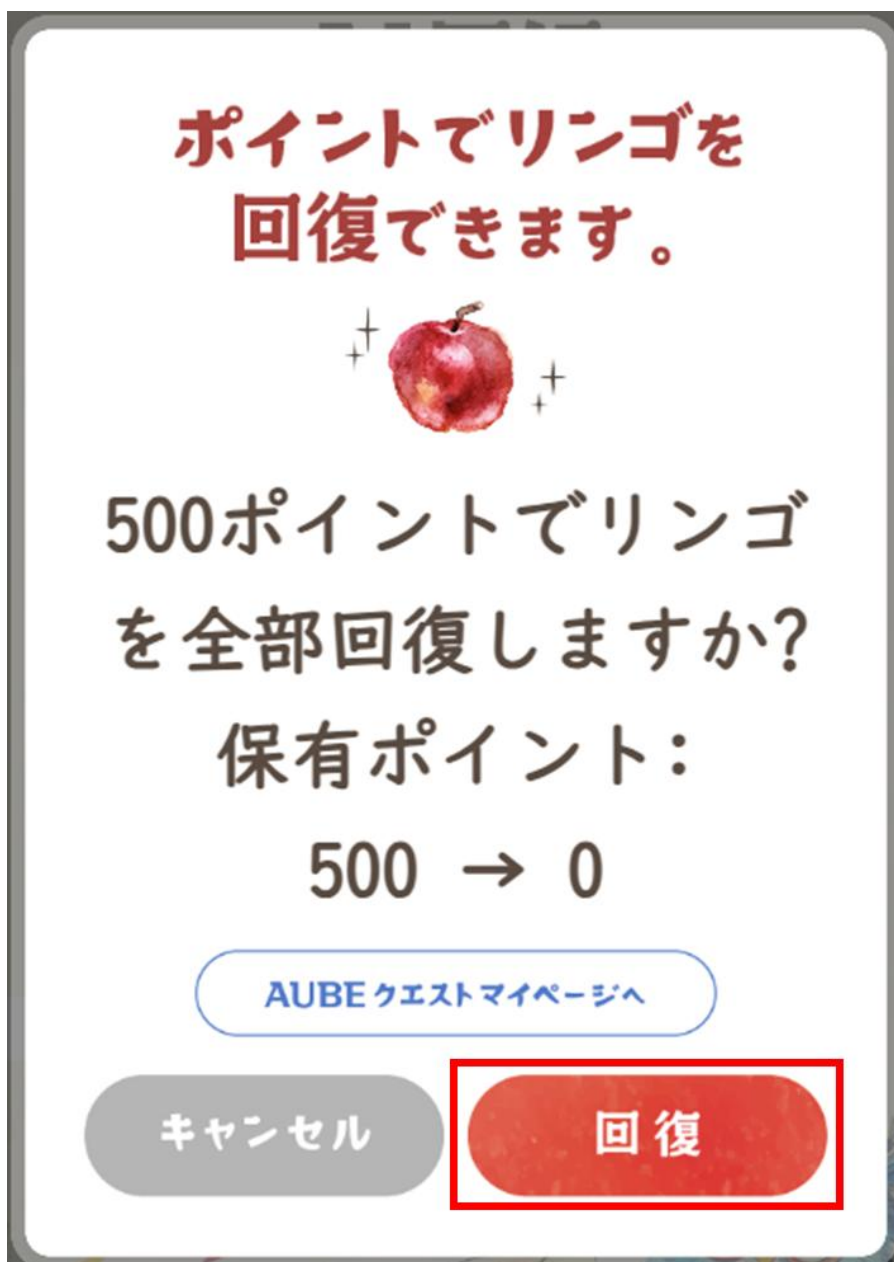 ポイントでリンゴを
回復できます。
500ポイントでリンゴ
を全部回復しますか?
保有ポイント:
500 → 0
AUBEクエストマイページへ
キャンセル
回復